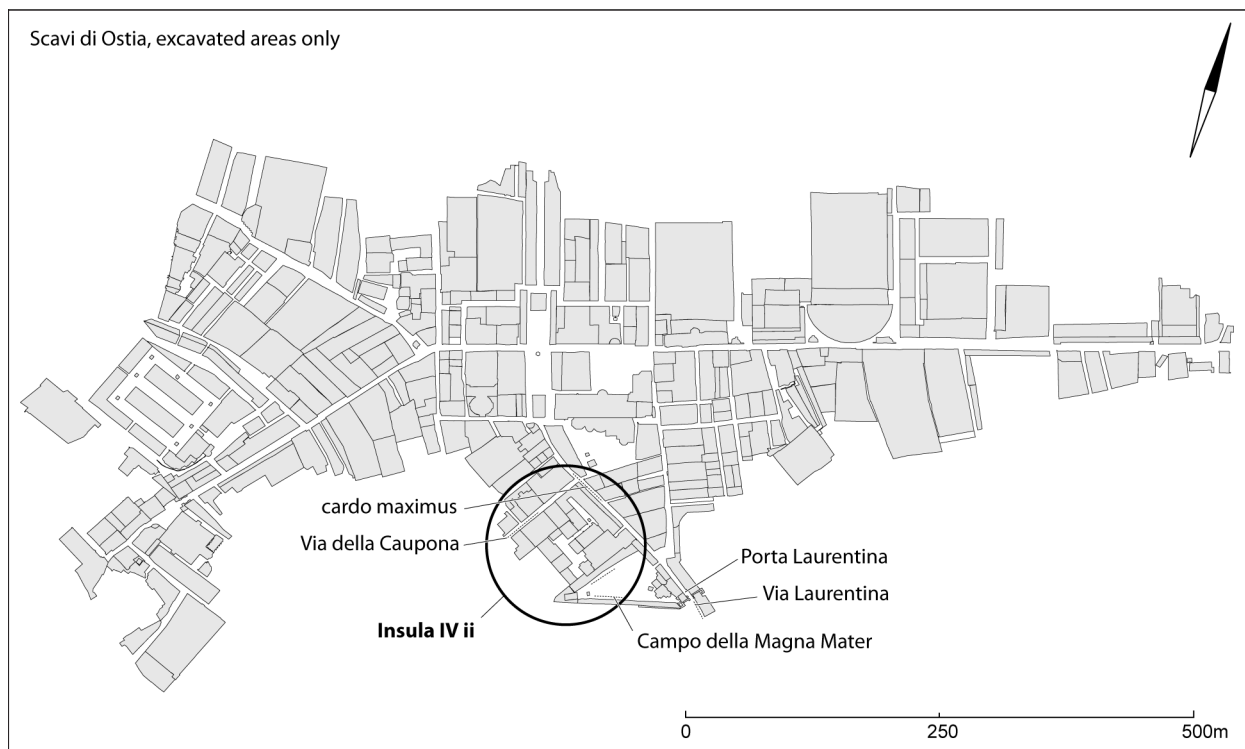 Scavi di Ostia, excavated areas only
cardo maximus
Via della Caupona
Porta Laurentina
Via Laurentina
Insula IV ii
Campo della Magna Mater
0
250
500m